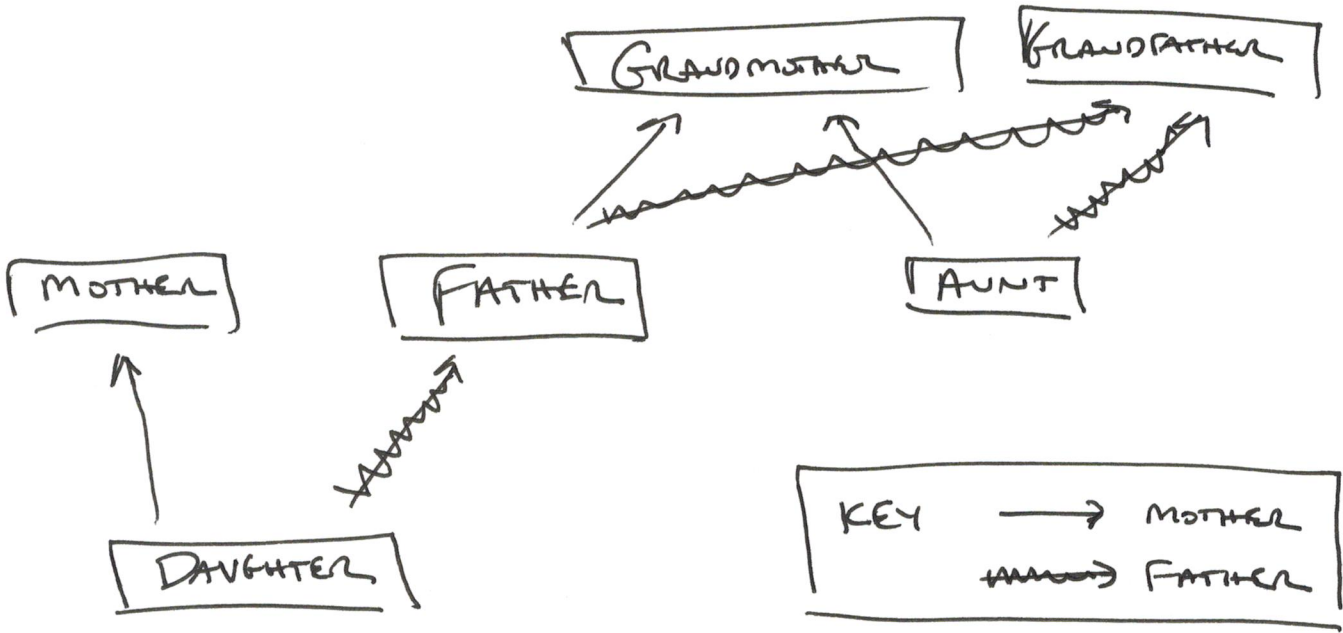 GRANDMOTHER
GRANDFATHER
MOTHER
FATHER
AUNT
DAUGHTER
KEY MOTHER
FATHER